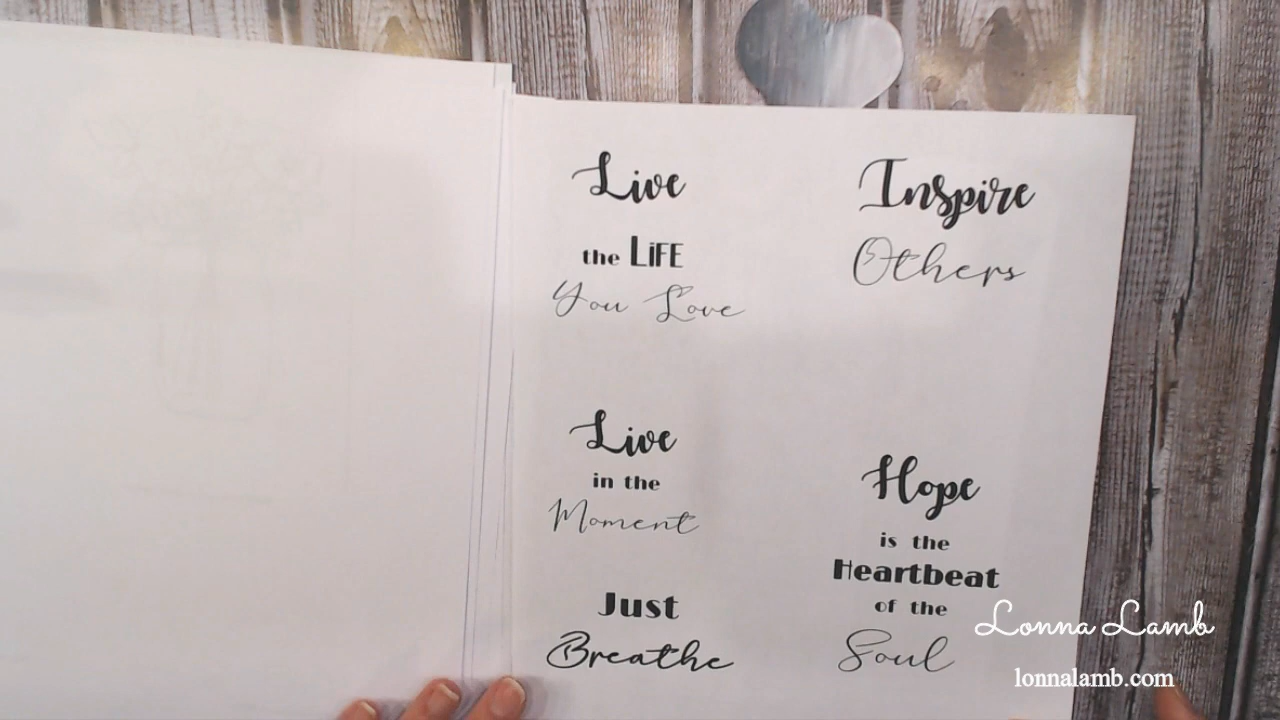 Live
the LiFE
You Love
Inspire
Others
Live
in the
Moment
Hope
is the
Heartbeat
of the
Soul
Just
Breathe
Lonna Lamb
lonnalamb.com